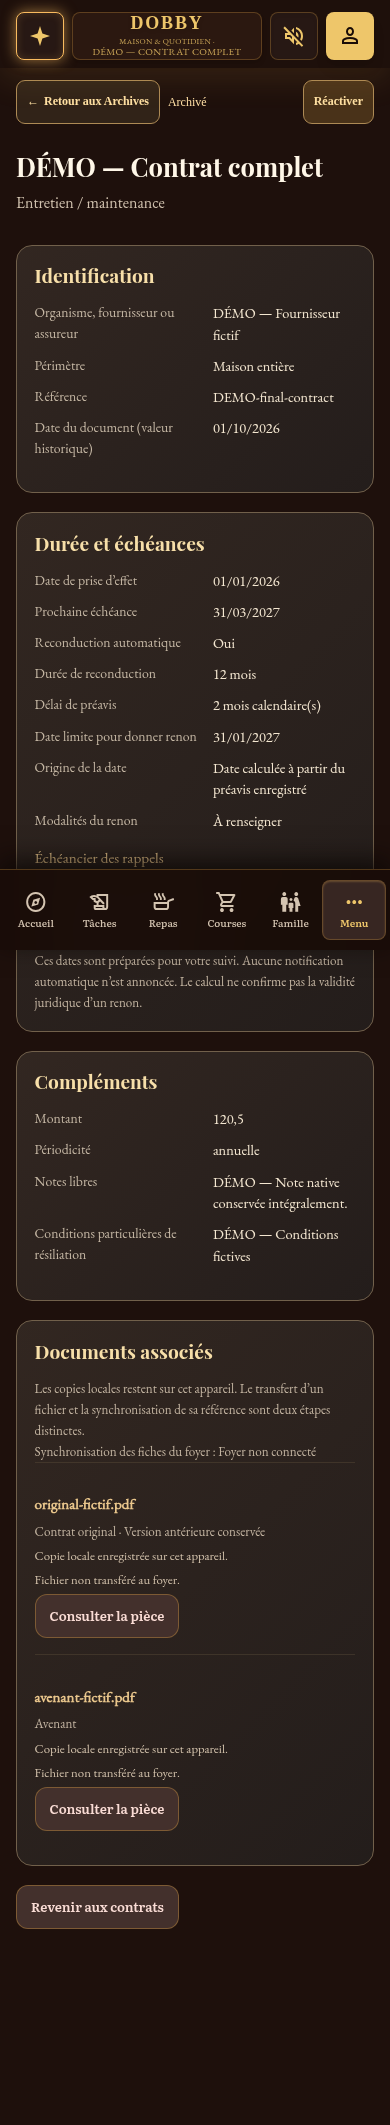 DOBBY
MAISON & QUOTIDIEN ·
DÉMO — CONTRAT COMPLET
← Retour aux Archives
Archivé
Réactiver
DÉMO — Contrat complet
Entretien / maintenance
Identification
Organisme, fournisseur ou assureur
DÉMO — Fournisseur fictif
Périmètre
Maison entière
Référence
DEMO-final-contract
Date du document (valeur historique)
01/10/2026
Durée et échéances
Date de prise d’effet
01/01/2026
Prochaine échéance
31/03/2027
Reconduction automatique
Oui
Durée de reconduction
12 mois
Délai de préavis
2 mois calendaire(s)
Date limite pour donner renon
31/01/2027
Origine de la date
Date calculée à partir du préavis enregistré
Modalités du renon
À renseigner
Échéancier des rappels
Accueil
Tâches
Repas
Courses
Famille
Menu
Ces dates sont préparées pour votre suivi. Aucune notification
automatique n’est annoncée. Le calcul ne confirme pas la validité
juridique d’un renon.
Compléments
Montant
120,5
Périodicité
annuelle
Notes libres
DÉMO — Note native conservée intégralement.
Conditions particulières de résiliation
DÉMO — Conditions fictives
Documents associés
Les copies locales restent sur cet appareil. Le transfert d’un
fichier et la synchronisation de sa référence sont deux étapes
distinctes.
Synchronisation des fiches du foyer : Foyer non connecté
original-fictif.pdf
Contrat original · Version antérieure conservée
Copie locale enregistrée sur cet appareil.
Fichier non transféré au foyer.
Consulter la pièce
avenant-fictif.pdf
Avenant
Copie locale enregistrée sur cet appareil.
Fichier non transféré au foyer.
Consulter la pièce
Revenir aux contrats